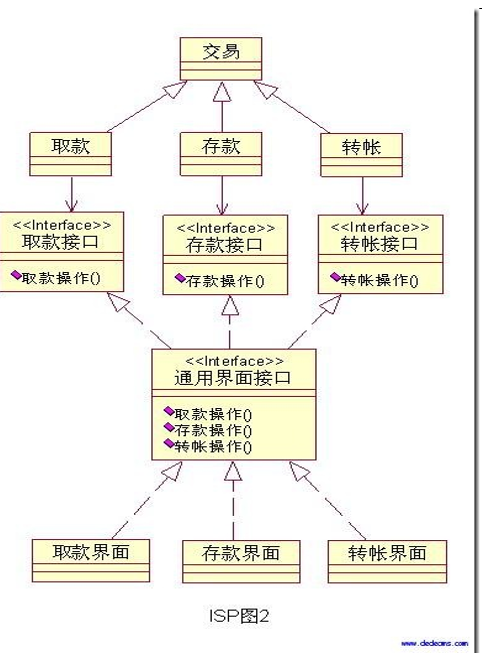 交易
取款
存款
转帐
<<Interface>>
取款接口
取款操作()
<<Interface>>
存款接口
存款操作()
<<Interface>>
转帐接口
转帐操作()
<<Interface>>
通用界面接口
取款操作()
存款操作()
转帐操作()
取款界面
存款界面
转帐界面
ISP图2
www.dedecms.com